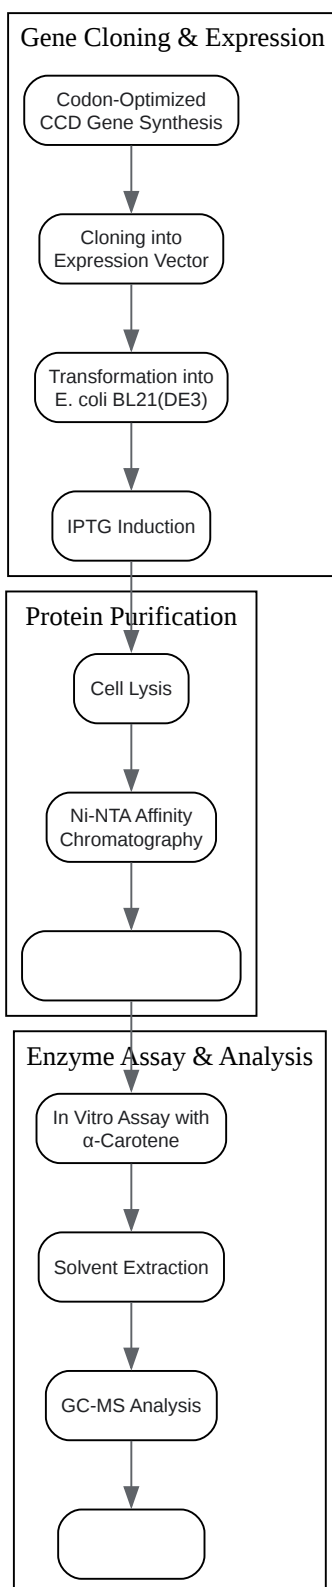 Gene Cloning & Expression
Codon-Optimized
CCD Gene Synthesis
Cloning into
Expression Vector
Transformation into
E. coli BL21(DE3)
IPTG Induction
Protein Purification
Cell Lysis
Ni-NTA Affinity
Chromatography
Enzyme Assay & Analysis
In Vitro Assay with
α-Carotene
Solvent Extraction
GC-MS Analysis